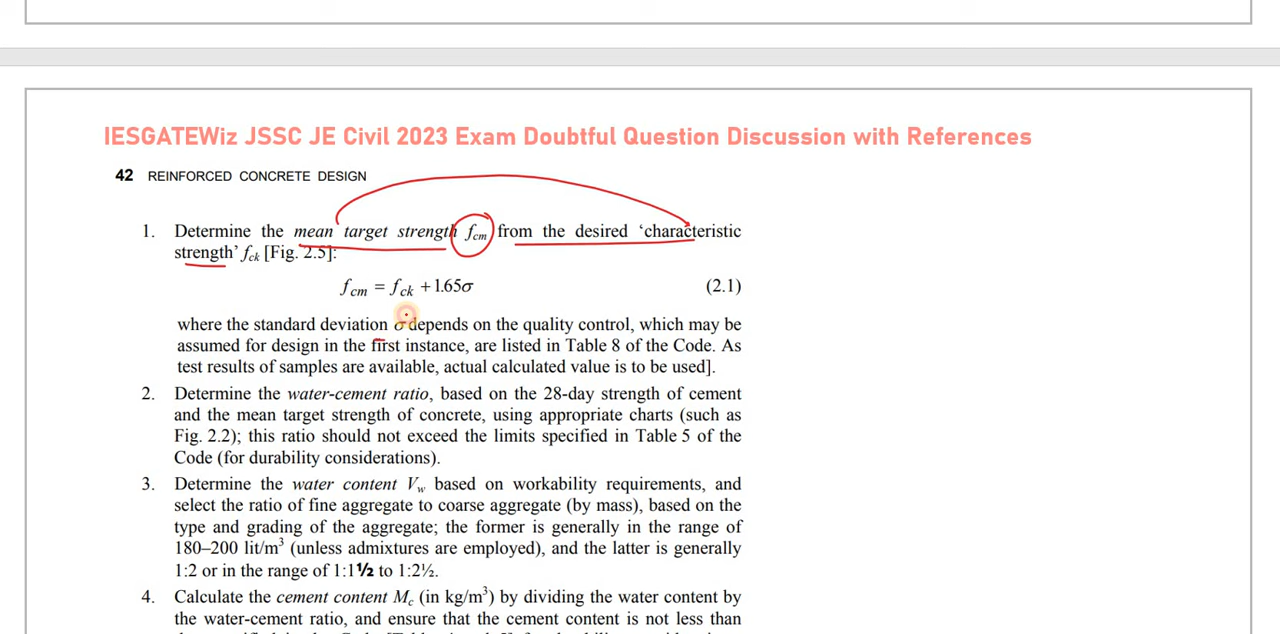 IESGATEWiz JSSC JE Civil 2023 Exam Doubtful Question Discussion with References
42 REINFORCED CONCRETE DESIGN
1. Determine the mean target strength fcm from the desired ‘characteristic
strength’ fck [Fig. 2.5]:
fcm = fck + 1.65σ (2.1)
where the standard deviation σ depends on the quality control, which may be
assumed for design in the first instance, are listed in Table 8 of the Code. As
test results of samples are available, actual calculated value is to be used].
2. Determine the water-cement ratio, based on the 28-day strength of cement
and the mean target strength of concrete, using appropriate charts (such as
Fig. 2.2); this ratio should not exceed the limits specified in Table 5 of the
Code (for durability considerations).
3. Determine the water content Vw based on workability requirements, and
select the ratio of fine aggregate to coarse aggregate (by mass), based on the
type and grading of the aggregate; the former is generally in the range of
180–200 lit/m³ (unless admixtures are employed), and the latter is generally
1:2 or in the range of 1:1½ to 1:2½.
4. Calculate the cement content Mc (in kg/m³) by dividing the water content by
the water-cement ratio, and ensure that the cement content is not less than